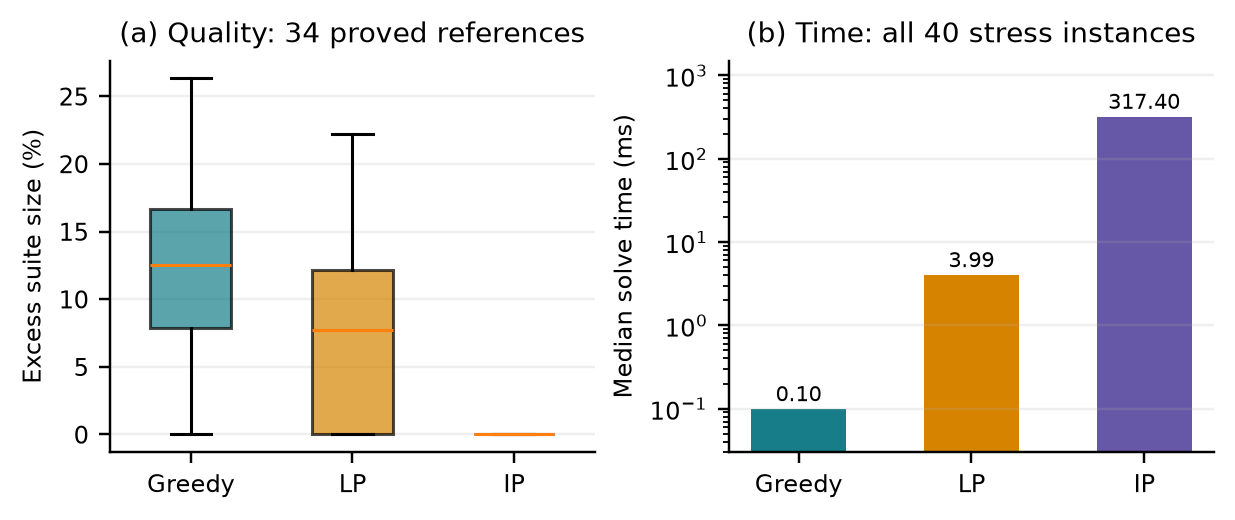 (a) Quality: 34 proved references
Excess suite size (%)
25
20
15
10
5
0
Greedy
LP
IP
(b) Time: all 40 stress instances
Median solve time (ms)
10³
10²
10¹
10⁰
10⁻¹
0.10
3.99
317.40
Greedy
LP
IP